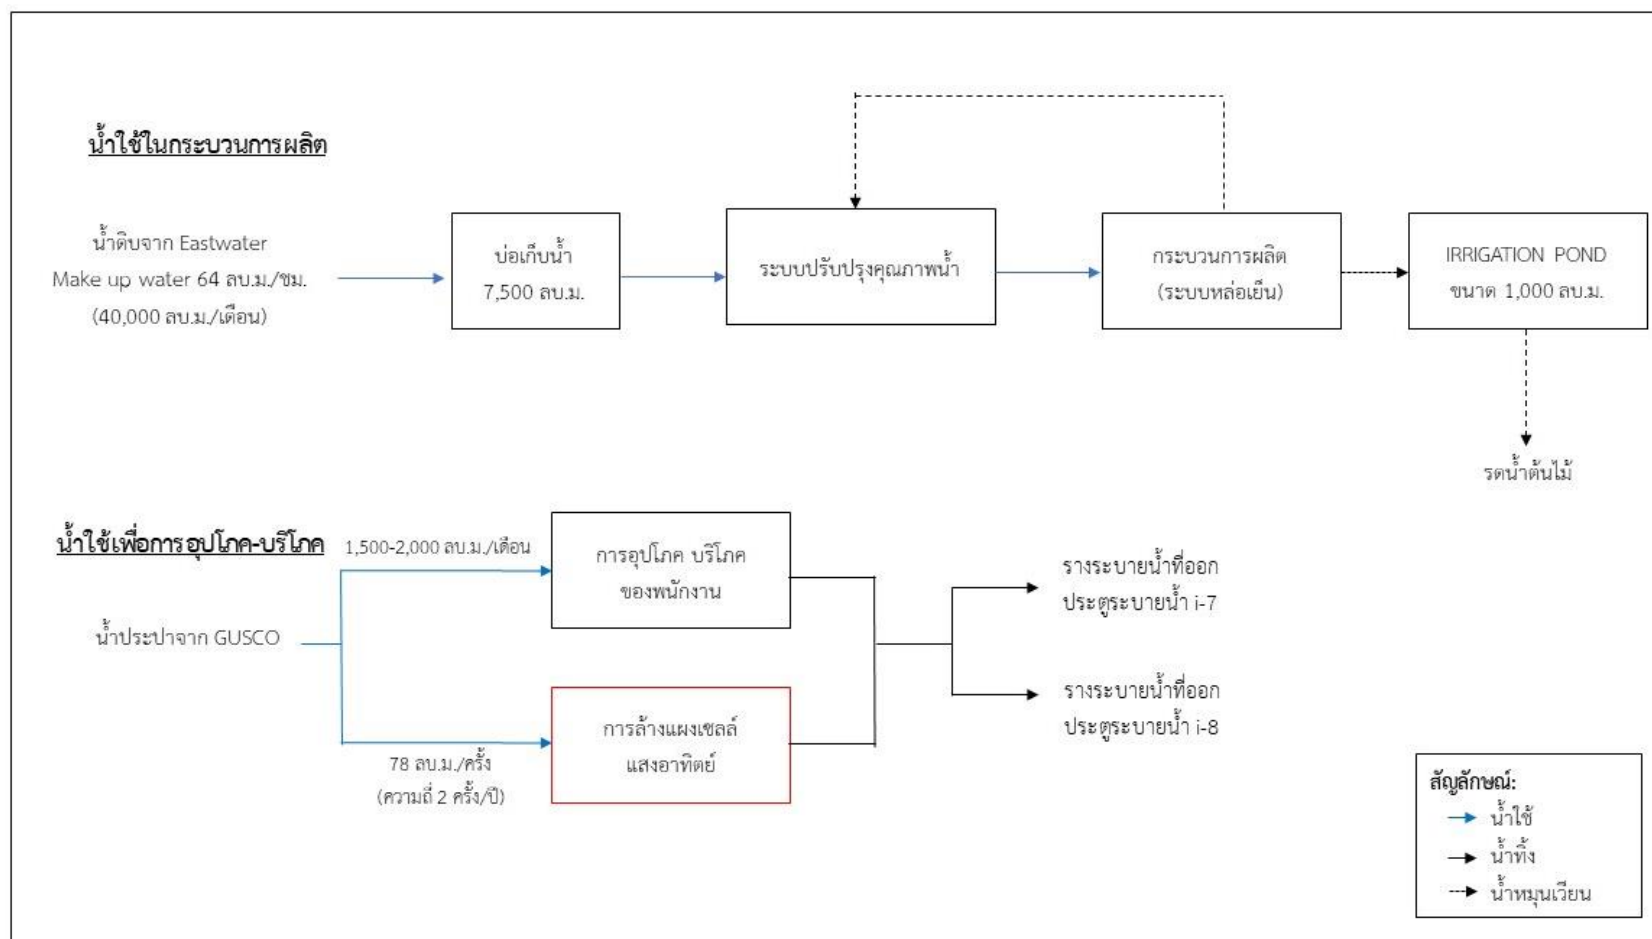 น้ำใช้ในกระบวนการผลิต
น้ำดิบจาก Eastwater
Make up water 64 ลบ.ม./ชม.
(40,000 ลบ.ม./เดือน)
บ่อเก็บน้ำ
7,500 ลบ.ม.
ระบบปรับปรุงคุณภาพน้ำ
กระบวนการผลิต
(ระบบหล่อเย็น)
IRRIGATION POND
ขนาด 1,000 ลบ.ม.
รดน้ำต้นไม้
น้ำใช้เพื่อการอุปโภค-บริโภค
1,500-2,000 ลบ.ม./เดือน
การอุปโภค บริโภค
ของพนักงาน
น้ำประปาจาก GUSCO
การล้างแผงเซลล์
แสงอาทิตย์
78 ลบ.ม./ครั้ง
(ความถี่ 2 ครั้ง/ปี)
รางระบายน้ำที่ออก
ประตูระบายน้ำ i-7
รางระบายน้ำที่ออก
ประตูระบายน้ำ i-8
สัญลักษณ์:
น้ำใช้
น้ำทิ้ง
น้ำหมุนเวียน